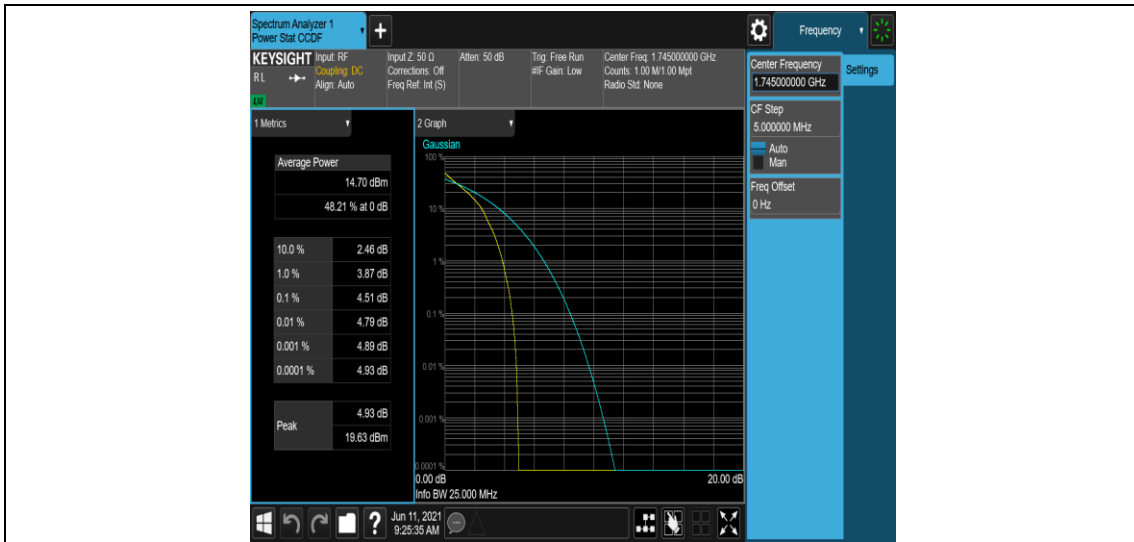 Spectrum Analyzer 1
Power Stat CCDF
+
Frequency
KEYSIGHT
Input: RF
Coupling: DC
Align: Auto
Input Z: 50 Ω
Corrections: Off
Freq Ref: Int (S)
Atten: 50 dB
Trig: Free Run
#IF Gain: Low
Center Freq: 1.745000000 GHz
Counts: 1.00 M/1.00 Mpt
Radio Std: None
RL
LXI
Center Frequency
1.745000000 GHz
Settings
CF Step
5.000000 MHz
Auto
Man
Freq Offset
0 Hz
1 Metrics
Average Power
14.70 dBm
48.21 % at 0 dB
10.0 % 2.46 dB
1.0 % 3.87 dB
0.1 % 4.51 dB
0.01 % 4.79 dB
0.001 % 4.89 dB
0.0001 % 4.93 dB
Peak
4.93 dB
19.63 dBm
2 Graph
Gaussian
100 %
10 %
1 %
0.1 %
0.01 %
0.001 %
0.0001 %
0.00 dB 20.00 dB
Info BW 25.000 MHz
?
Jun 11, 2021
9:25:35 AM